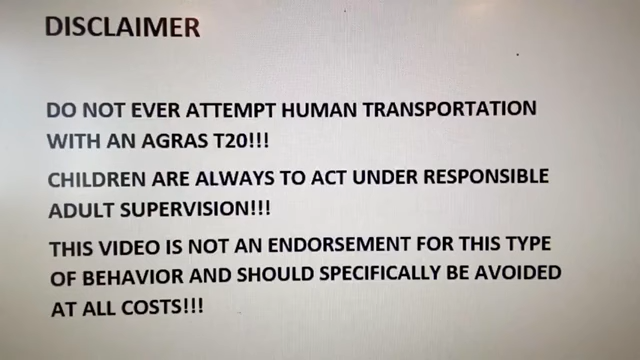 DISCLAIMER
DO NOT EVER ATTEMPT HUMAN TRANSPORTATION
WITH AN AGRAS T20!!!
CHILDREN ARE ALWAYS TO ACT UNDER RESPONSIBLE
ADULT SUPERVISION!!!
THIS VIDEO IS NOT AN ENDORSEMENT FOR THIS TYPE
OF BEHAVIOR AND SHOULD SPECIFICALLY BE AVOIDED
AT ALL COSTS!!!